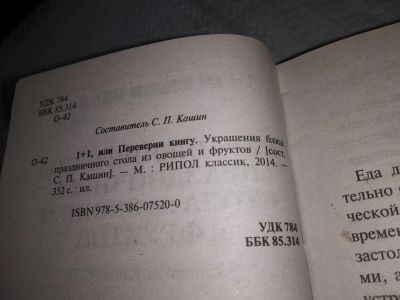 УДК 784
ББК 85.314
О-42
Составитель С. П. Кашин
О-42
1+1, или Переверни книгу. Украшения блюд
праздничного стола из овощей и фруктов / [сост.
С. П. Кашин]. — М. : РИПОЛ классик, 2014. —
352 с. : ил.
ISBN 978-5-386-07520-0
УДК 784
ББК 85.314
Еда д
тельно с
ческой
времен
застол
ми, а